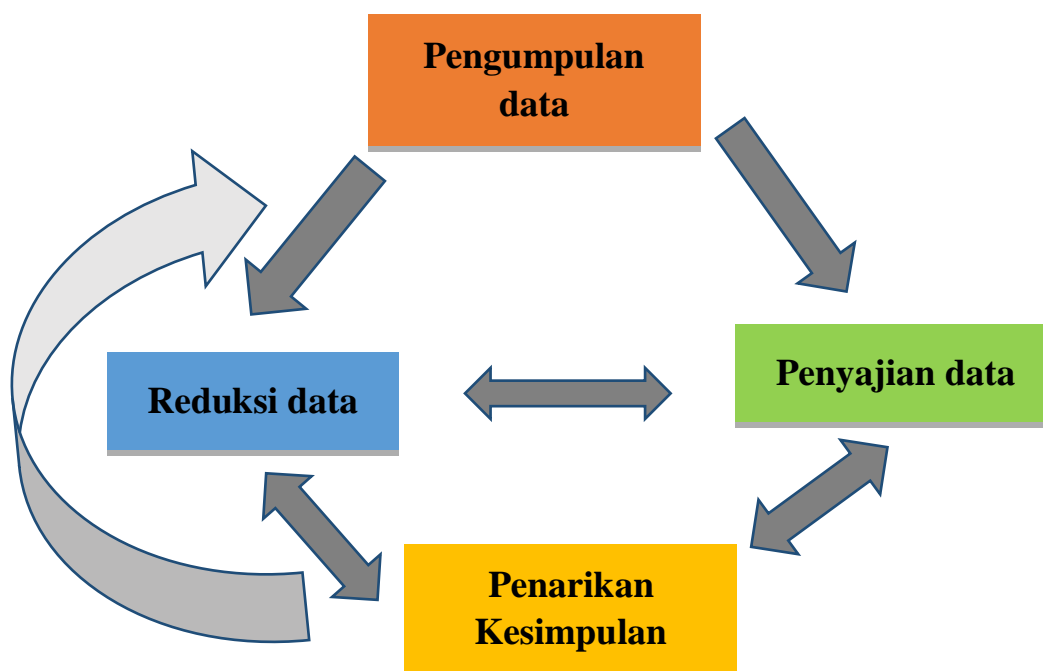 Pengumpulan
data
Reduksi data
Penyajian data
Penarikan
Kesimpulan